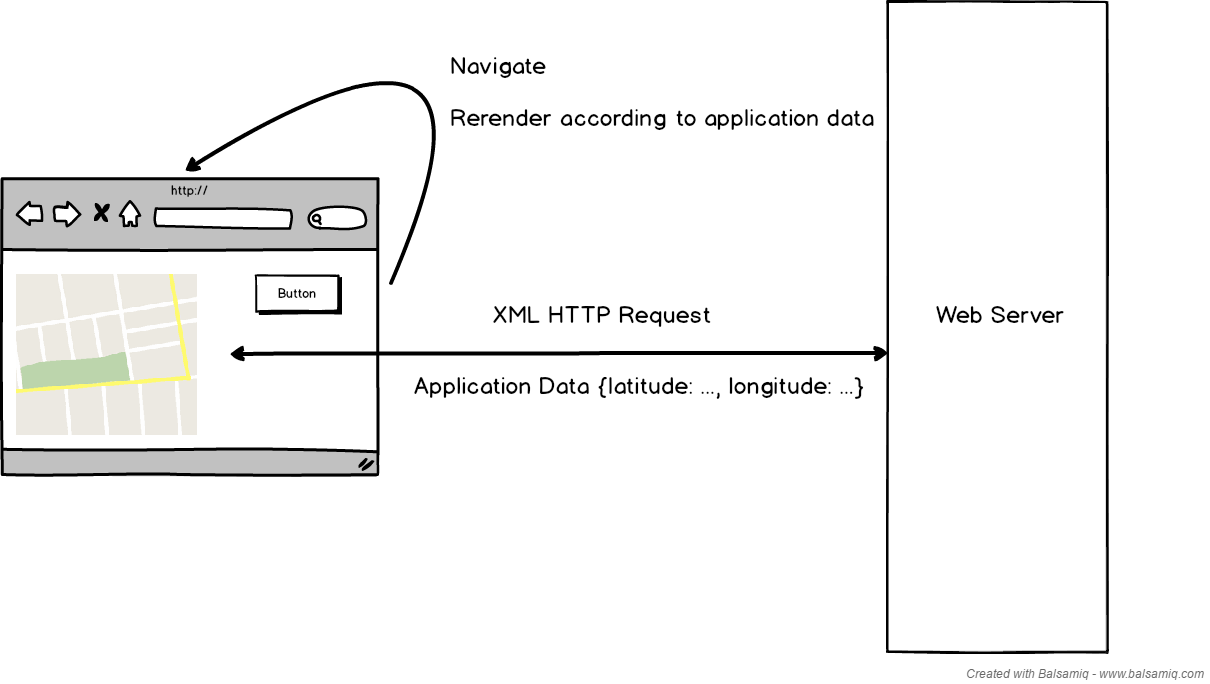 Navigate
Rerender according to application data
http://
Button
XML HTTP Request
Web Server
Application Data {latitude: ..., longitude: ...}
Created with Balsamiq - www.balsamiq.com